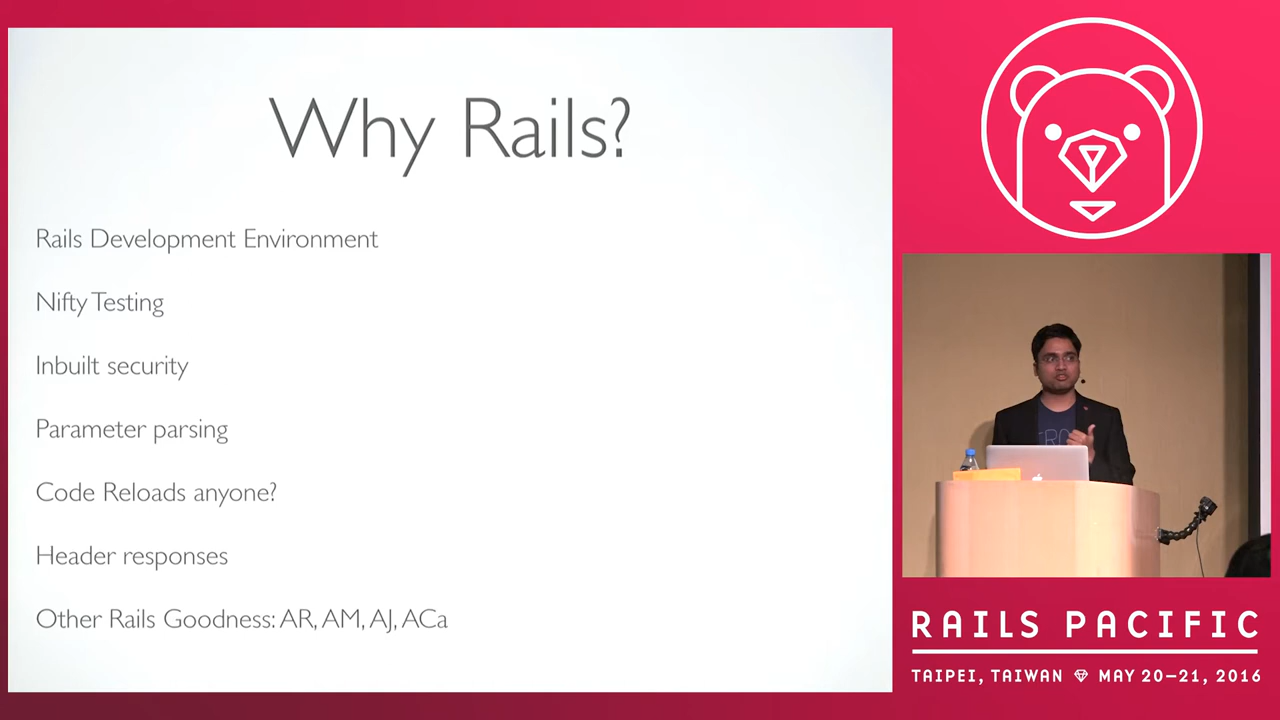 Why Rails?
Rails Development Environment
Nifty Testing
Inbuilt security
Parameter parsing
Code Reloads anyone?
Header responses
Other Rails Goodness: AR, AM, AJ, ACa
RAILS PACIFIC
TAIPEI, TAIWAN MAY 20–21, 2016